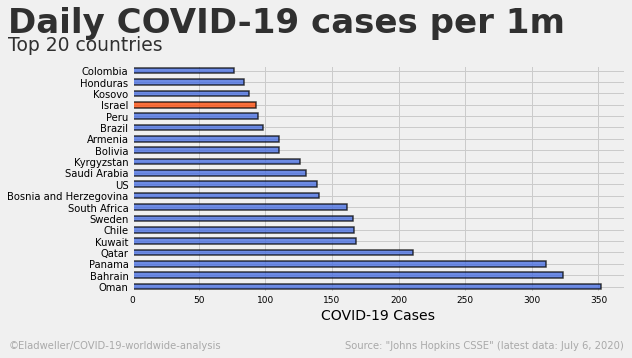 Daily COVID-19 cases per 1m
Top 20 countries
Colombia
Honduras
Kosovo
Israel
Peru
Brazil
Armenia
Bolivia
Kyrgyzstan
Saudi Arabia
US
Bosnia and Herzegovina
South Africa
Sweden
Chile
Kuwait
Qatar
Panama
Bahrain
Oman
0 50 100 150 200 250 300 350
COVID-19 Cases
©Eladweller/COVID-19-worldwide-analysis
Source: "Johns Hopkins CSSE" (latest data: July 6, 2020)